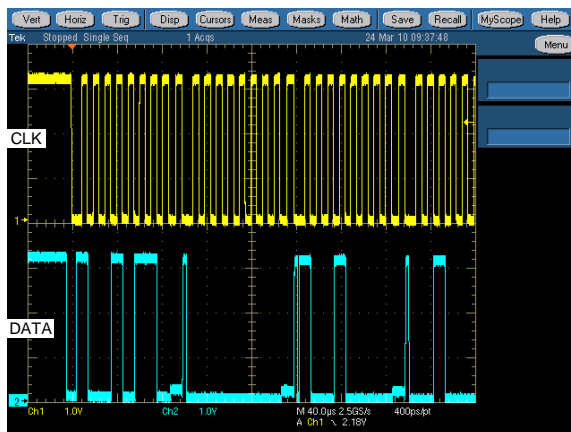 Vert Horiz Trig Disp Cursors Meas Masks Math Save Recall MyScope Help
Tek Stopped Single Seq 1 Acqs 24 Mar 10 09:37:48
Menu
CLK
1
DATA
2
Ch1 1.0V Ch2 1.0V M 40.0µs 2.5GS/s 400ps/pt
A Ch1 \ 2.18V